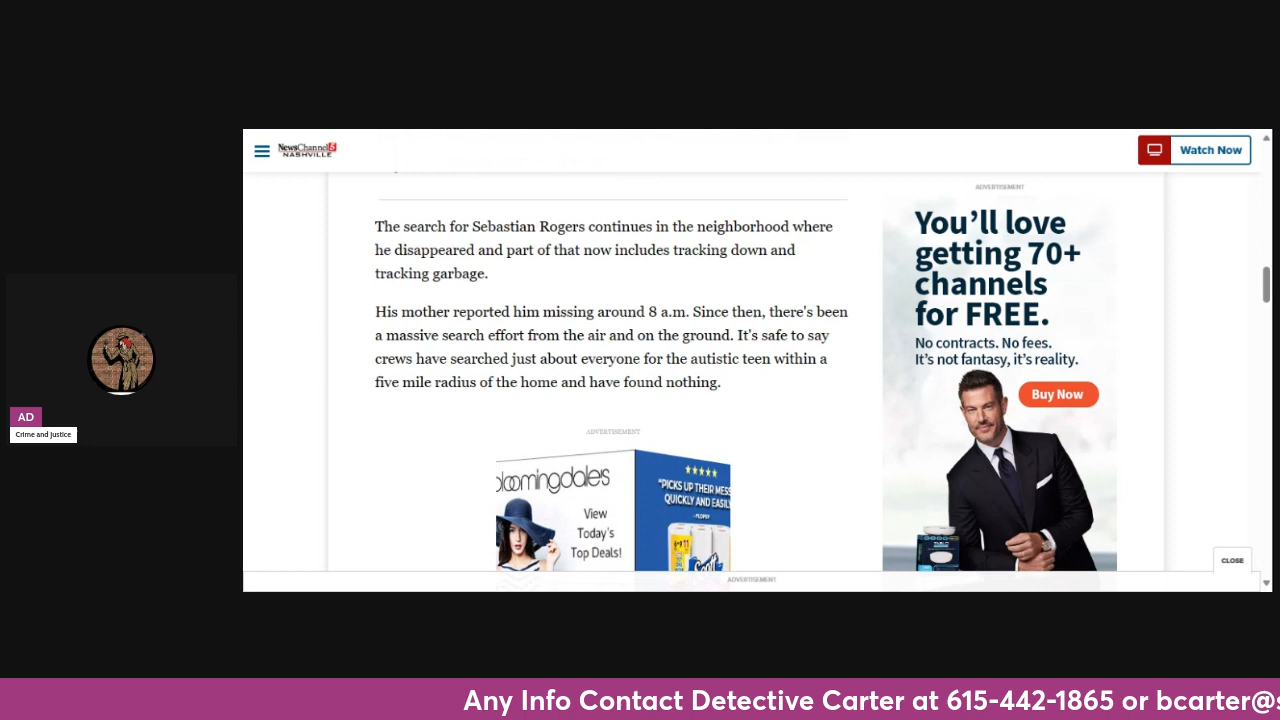 NewsChannel 5
NASHVILLE
Watch Now
ADVERTISEMENT
The search for Sebastian Rogers continues in the neighborhood where
he disappeared and part of that now includes tracking down and
tracking garbage.
His mother reported him missing around 8 a.m. Since then, there's been
a massive search effort from the air and on the ground. It's safe to say
crews have searched just about everyone for the autistic teen within a
five mile radius of the home and have found nothing.
ADVERTISEMENT
bloomingdale's
View
Today's
Top Deals!
"PICKS UP THEIR MESS
QUICKLY AND EASIL
You'll love
getting 70+
channels
for FREE.
No contracts. No fees.
It's not fantasy, it's reality.
Buy Now
CLOSE
ADVERTISEMENT
AD
Crime and Justice
Any Info Contact Detective Carter at 615-442-1865 or bcarter@s